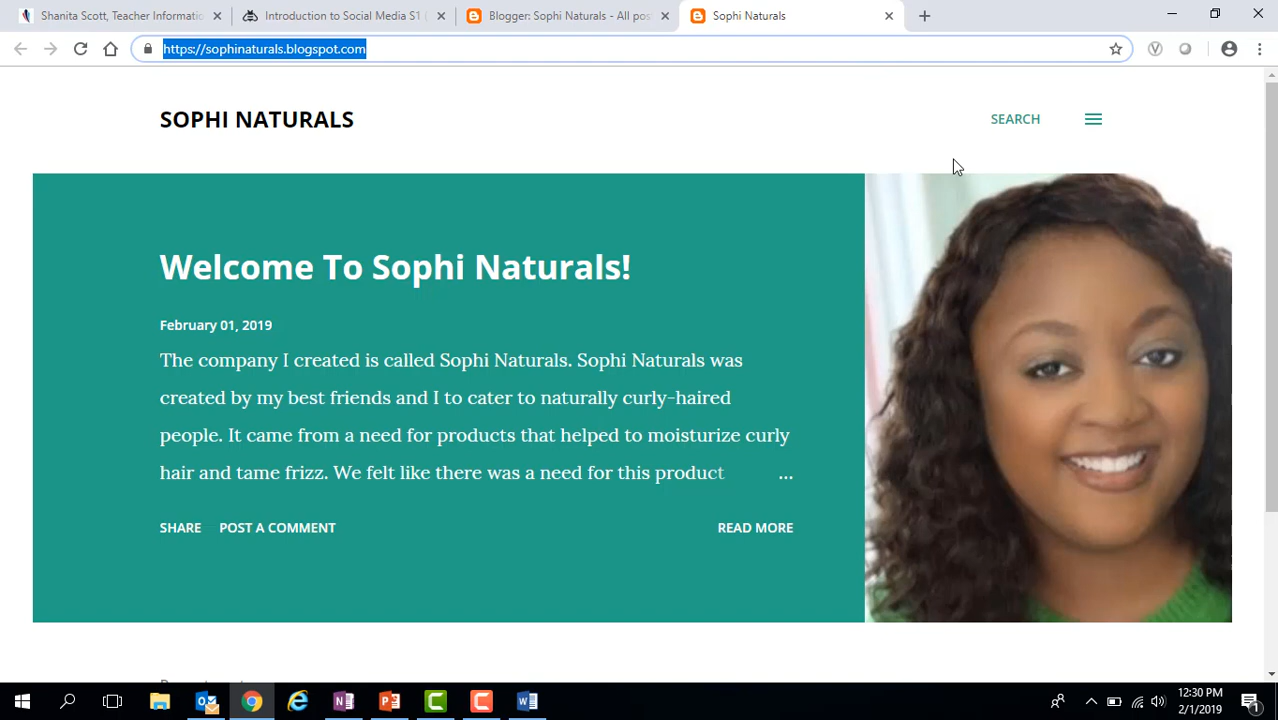 Shanita Scott, Teacher Informatio
Introduction to Social Media S1 (
Blogger: Sophi Naturals - All pos
Sophi Naturals
https://sophinaturals.blogspot.com
SOPHI NATURALS
SEARCH
Welcome To Sophi Naturals!
February 01, 2019
The company I created is called Sophi Naturals. Sophi Naturals was
created by my best friends and I to cater to naturally curly-haired
people. It came from a need for products that helped to moisturize curly
hair and tame frizz. We felt like there was a need for this product ...
SHARE POST A COMMENT READ MORE
12:30 PM
2/1/2019